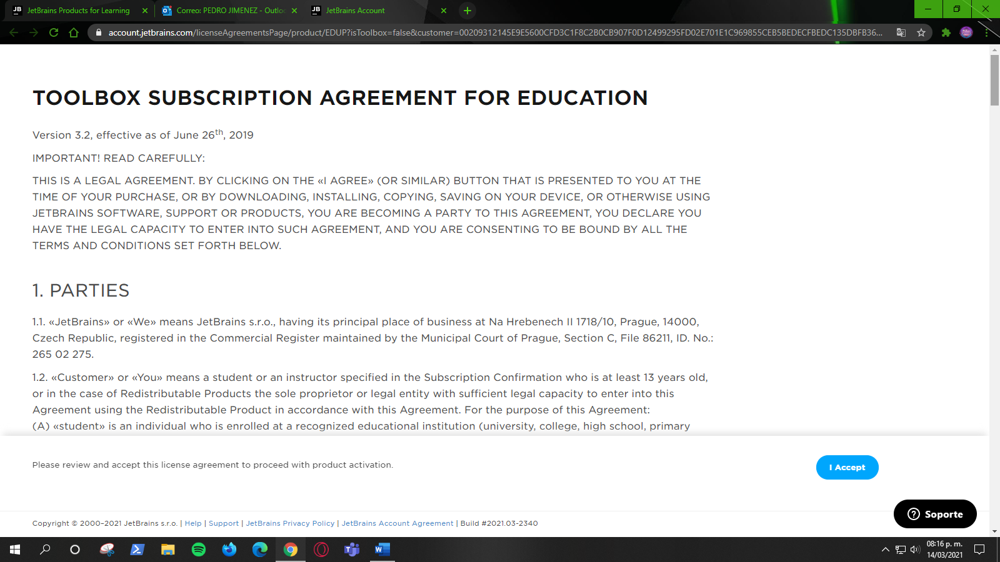 JB JetBrains Products for Learning
Correo: PEDRO JIMENEZ - Outloo
JB JetBrains Account
account.jetbrains.com/licenseAgreementsPage/product/EDUP?isToolbox=false&customer=00209312145E9E5600CFD3C1F8C2B0CB907F0D12499295FD02E701E1C969855CEB5BEDECFBEDC135DBFB36...
TOOLBOX SUBSCRIPTION AGREEMENT FOR EDUCATION
Version 3.2, effective as of June 26th, 2019
IMPORTANT! READ CAREFULLY:
THIS IS A LEGAL AGREEMENT. BY CLICKING ON THE «I AGREE» (OR SIMILAR) BUTTON THAT IS PRESENTED TO YOU AT THE
TIME OF YOUR PURCHASE, OR BY DOWNLOADING, INSTALLING, COPYING, SAVING ON YOUR DEVICE, OR OTHERWISE USING
JETBRAINS SOFTWARE, SUPPORT OR PRODUCTS, YOU ARE BECOMING A PARTY TO THIS AGREEMENT, YOU DECLARE YOU
HAVE THE LEGAL CAPACITY TO ENTER INTO SUCH AGREEMENT, AND YOU ARE CONSENTING TO BE BOUND BY ALL THE
TERMS AND CONDITIONS SET FORTH BELOW.
1. PARTIES
1.1. «JetBrains» or «We» means JetBrains s.r.o., having its principal place of business at Na Hrebenech II 1718/10, Prague, 14000,
Czech Republic, registered in the Commercial Register maintained by the Municipal Court of Prague, Section C, File 86211, ID. No.:
265 02 275.
1.2. «Customer» or «You» means a student or an instructor specified in the Subscription Confirmation who is at least 13 years old,
or in the case of Redistributable Products the sole proprietor or legal entity with sufficient legal capacity to enter into this
Agreement using the Redistributable Product in accordance with this Agreement. For the purpose of this Agreement:
(A) «student» is an individual who is enrolled at a recognized educational institution (university, college, high school, primary
Please review and accept this license agreement to proceed with product activation.
I Accept
Soporte
Copyright © 2000–2021 JetBrains s.r.o. | Help | Support | JetBrains Privacy Policy | JetBrains Account Agreement | Build #2021.03-2340
08:16 p. m.
14/03/2021